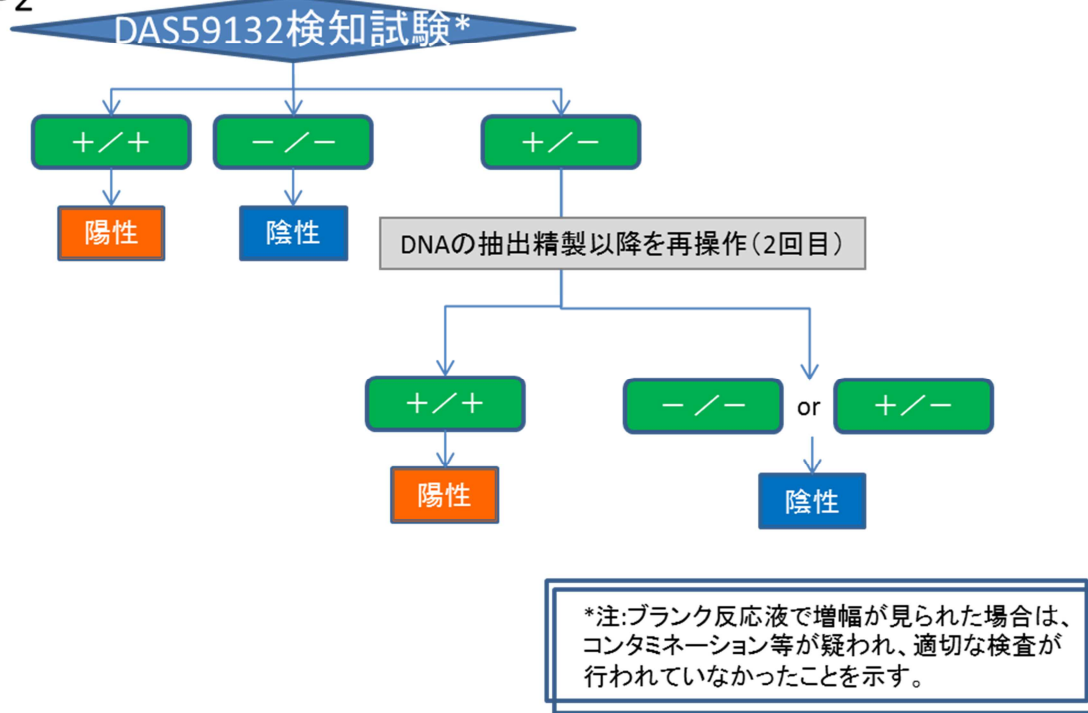 2
DAS59132検知試験*
+/+
-/-
+/-
陽性
陰性
DNAの抽出精製以降を再操作(2回目)
+/+
-/-
or
+/-
陽性
陰性
*注:ブランク反応液で増幅が見られた場合は、
コンタミネーション等が疑われ、適切な検査が
行われていなかったことを示す。